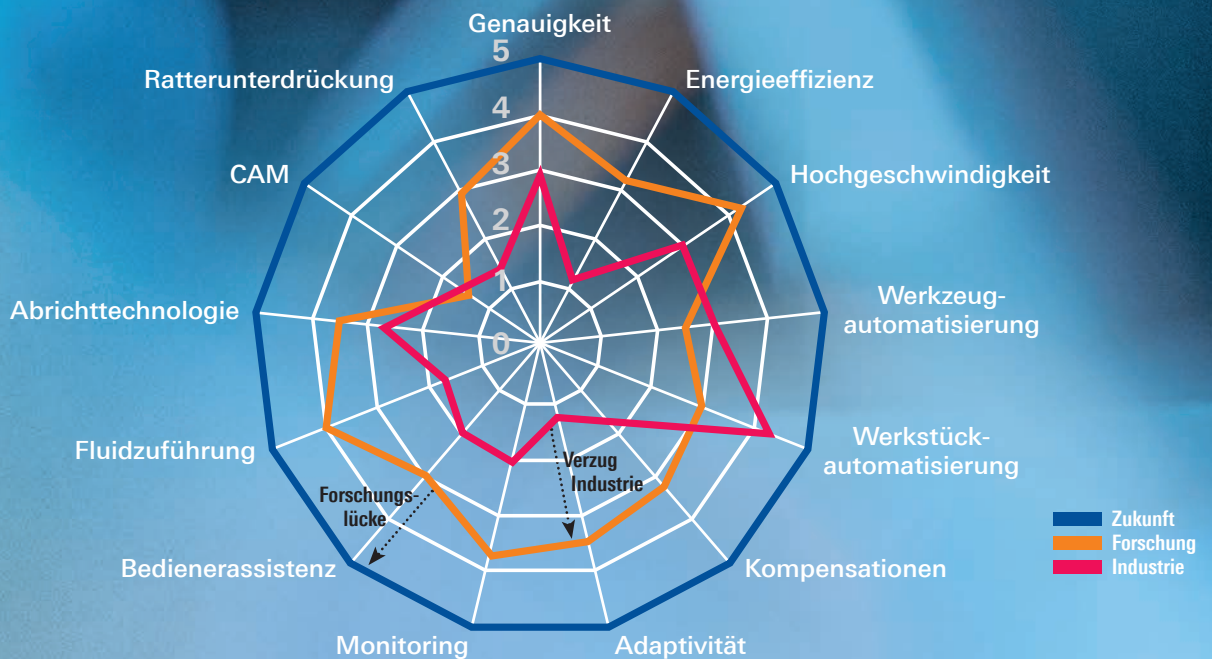 Genauigkeit
5
Ratterunterdrückung
Energieeffizienz
4
CAM
3
Hochgeschwindigkeit
2
1
Abrichttechnologie
Werkzeug-
automatisierung
0
Fluidzuführung
Werkstück-
automatisierung
Verzug
Industrie
Forschungs-
lücke
Bedienerassistenz
Kompensationen
Monitoring
Adaptivität
Zukunft
Forschung
Industrie